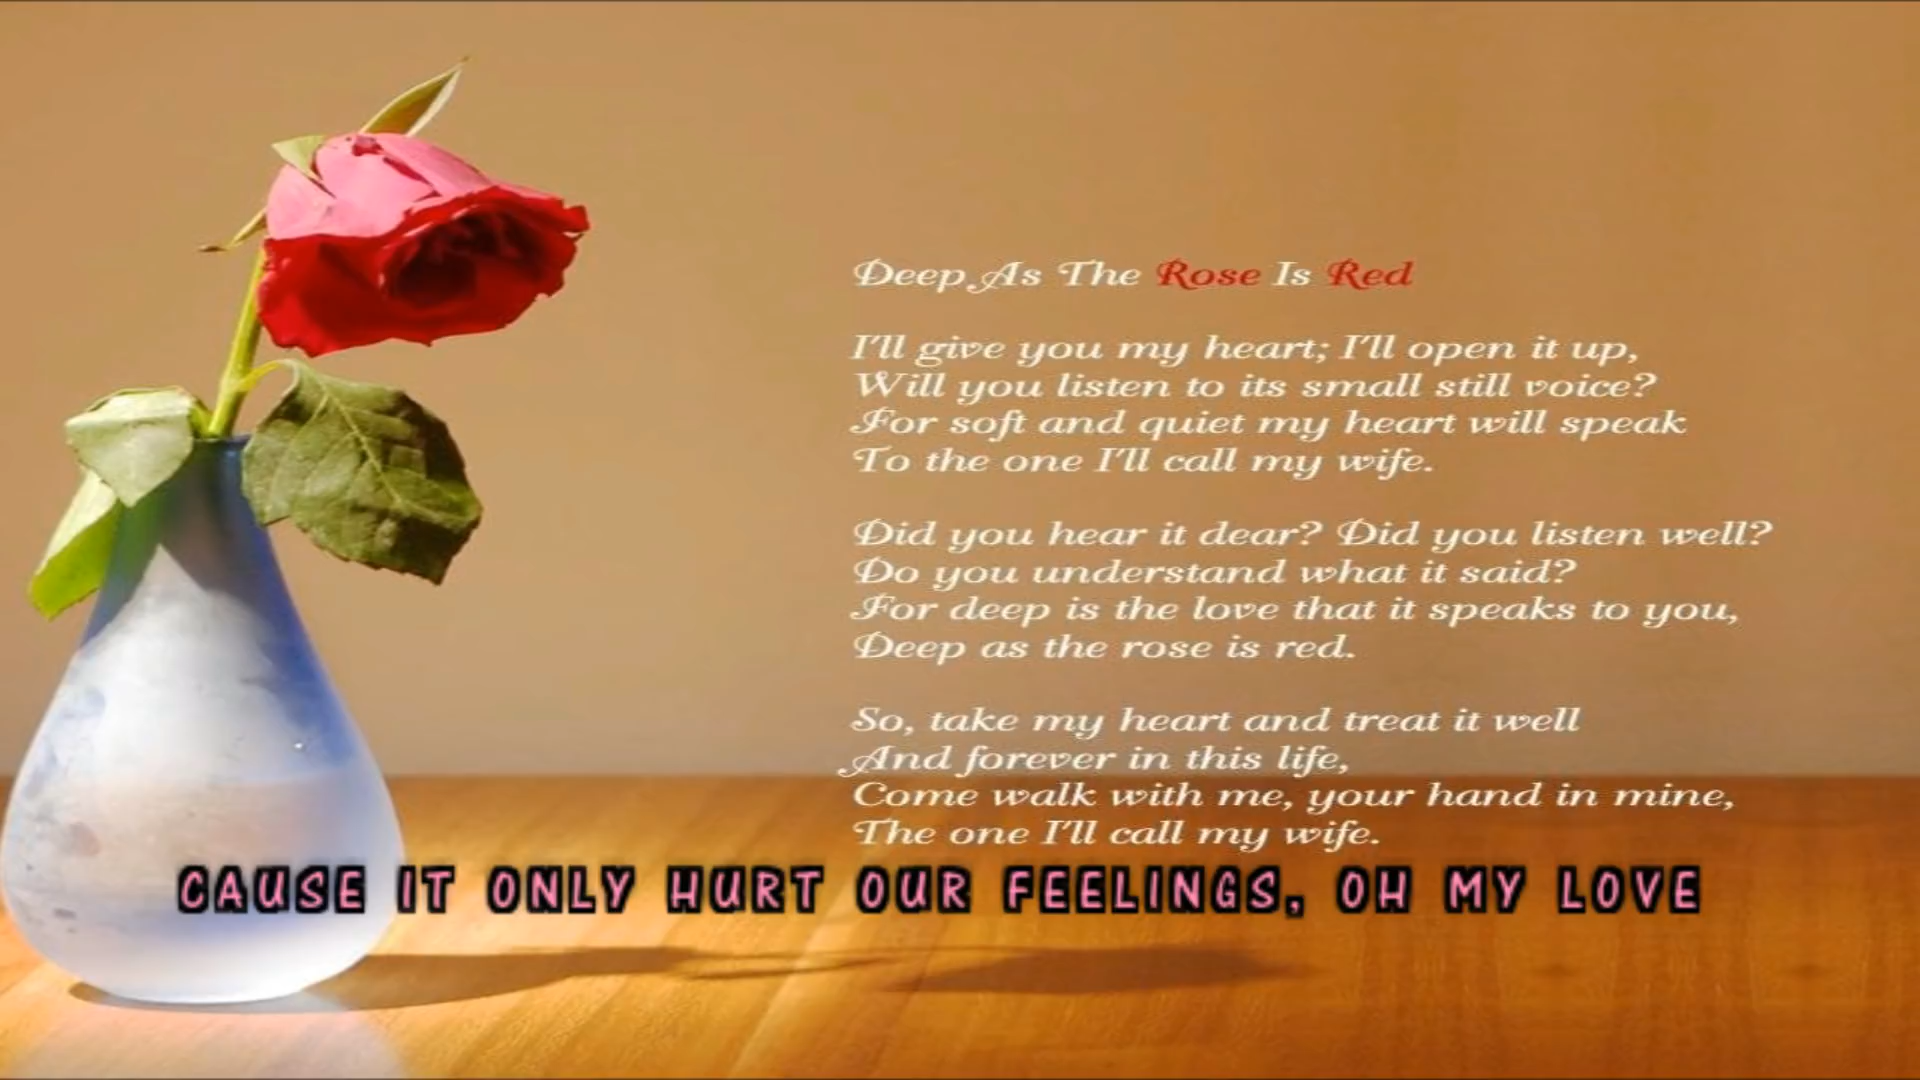 Deep As The Rose Is Red
I'll give you my heart; I'll open it up,
Will you listen to its small still voice?
For soft and quiet my heart will speak
To the one I'll call my wife.
Did you hear it dear? Did you listen well?
Do you understand what it said?
For deep is the love that it speaks to you,
Deep as the rose is red.
So, take my heart and treat it well
And forever in this life,
Come walk with me, your hand in mine,
The one I'll call my wife.
CAUSE IT ONLY HURT OUR FEELINGS, OH MY LOVE